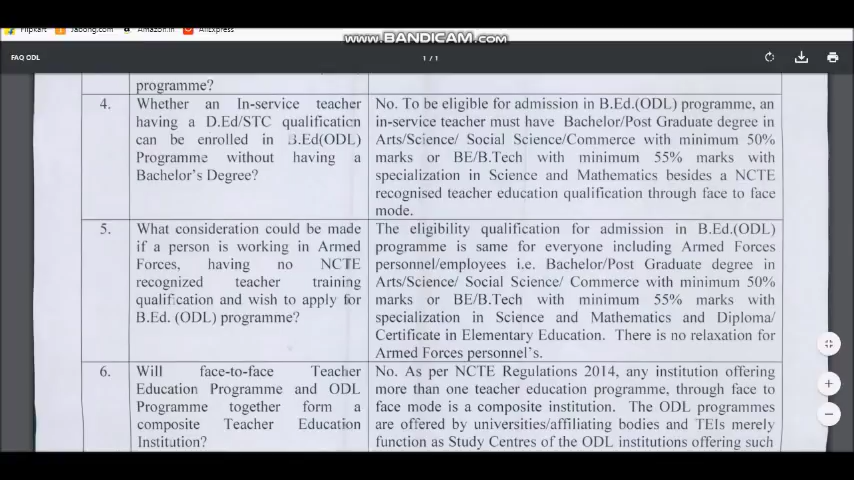 Flipkart Jabong.com Amazon.in AliExpress
www.BANDICAM.com
FAQ ODL
1 / 1
programme?
4. Whether an In-service teacher
having a D.Ed/STC qualification
can be enrolled in B.Ed(ODL)
Programme without having a
Bachelor's Degree?
No. To be eligible for admission in B.Ed.(ODL) programme, an
in-service teacher must have Bachelor/Post Graduate degree in
Arts/Science/ Social Science/Commerce with minimum 50%
marks or BE/B.Tech with minimum 55% marks with
specialization in Science and Mathematics besides a NCTE
recognised teacher education qualification through face to face
mode.
5. What consideration could be made
if a person is working in Armed
Forces, having no NCTE
recognized teacher training
qualification and wish to apply for
B.Ed. (ODL) programme?
The eligibility qualification for admission in B.Ed.(ODL)
programme is same for everyone including Armed Forces
personnel/employees i.e. Bachelor/Post Graduate degree in
Arts/Science/ Social Science/ Commerce with minimum 50%
marks or BE/B.Tech with minimum 55% marks with
specialization in Science and Mathematics and Diploma/
Certificate in Elementary Education. There is no relaxation for
Armed Forces personnel's.
6. Will face-to-face Teacher
Education Programme and ODL
Programme together form a
composite Teacher Education
Institution?
No. As per NCTE Regulations 2014, any institution offering
more than one teacher education programme, through face to
face mode is a composite institution. The ODL programmes
are offered by universities/affiliating bodies and TEIs merely
function as Study Centres of the ODL institutions offering such